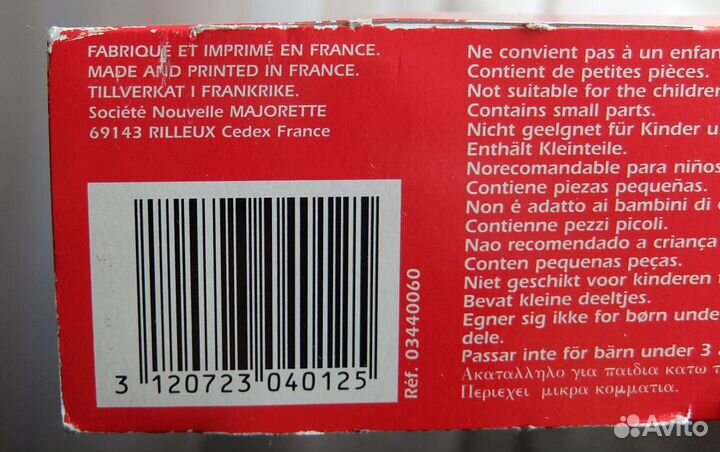 FABRIQUÉ ET IMPRIMÉ EN FRANCE.
MADE AND PRINTED IN FRANCE.
TILLVERKAT I FRANKRIKE.
Société Nouvelle MAJORETTE
69143 RILLEUX Cedex France
3 120723 040125
Réf. 03440060
Ne convient pas à un enfan
Contient de petites pièces.
Not suitable for the children
Contains small parts.
Nicht geelgnet für Kinder u
Enthält Kleinteile.
Norecomandable para niños
Contiene piezas pequeñas.
Non é adatto ai bambini di
Contienne pezzi picoli.
Nao recomendado a criança
Conten pequenas peças.
Niet geschikt voor kinderen
Bevat kleine deeltjes.
Egner sig ikke for børn unde
dele.
Passar inte för bärn under 3
Ακαταλληλο για παιδια κατω
Περιεχει μικρα κομματια.
Avito